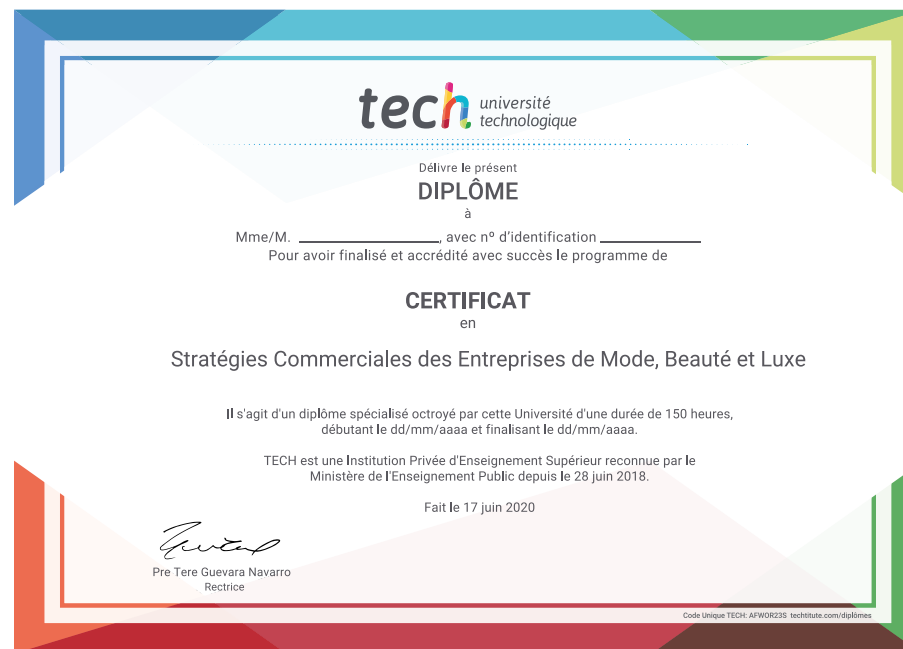 tech université
technologique
Délivre le présent
DIPLÔME
à
Mme/M. ____________________, avec nº d'identification ______________
Pour avoir finalisé et accrédité avec succès le programme de
CERTIFICAT
en
Stratégies Commerciales des Entreprises de Mode, Beauté et Luxe
Il s'agit d'un diplôme spécialisé octroyé par cette Université d'une durée de 150 heures,
débutant le dd/mm/aaaa et finalisant le dd/mm/aaaa.
TECH est une Institution Privée d'Enseignement Supérieur reconnue par le
Ministère de l'Enseignement Public depuis le 28 juin 2018.
Fait le 17 juin 2020
Pre Tere Guevara Navarro
Rectrice
Code Unique TECH: AFWOR23S techtitute.com/diplômes